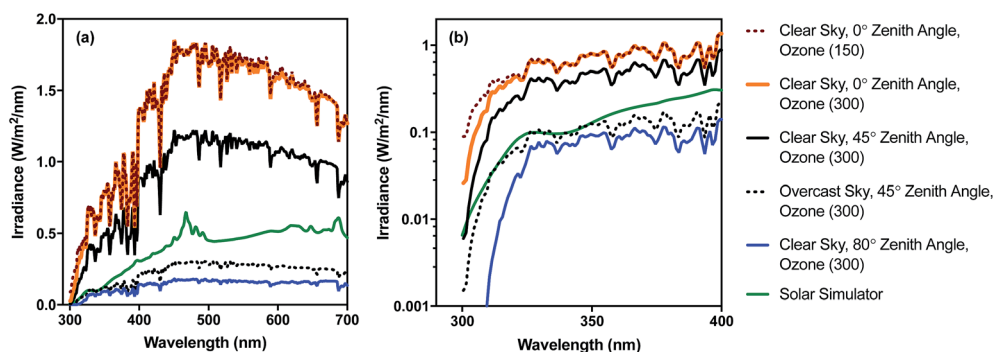 2.0
(a)
1.5
1.0
0.5
0.0
300
400
500
600
700
Wavelength (nm)
Irradiance (W/m²/nm)
(b)
1
0.1
0.01
0.001
300
350
400
Wavelength (nm)
Irradiance (W/m²/nm)
Clear Sky, 0° Zenith Angle,
Ozone (150)
Clear Sky, 0° Zenith Angle,
Ozone (300)
Clear Sky, 45° Zenith Angle,
Ozone (300)
Overcast Sky, 45° Zenith Angle,
Ozone (300)
Clear Sky, 80° Zenith Angle,
Ozone (300)
Solar Simulator